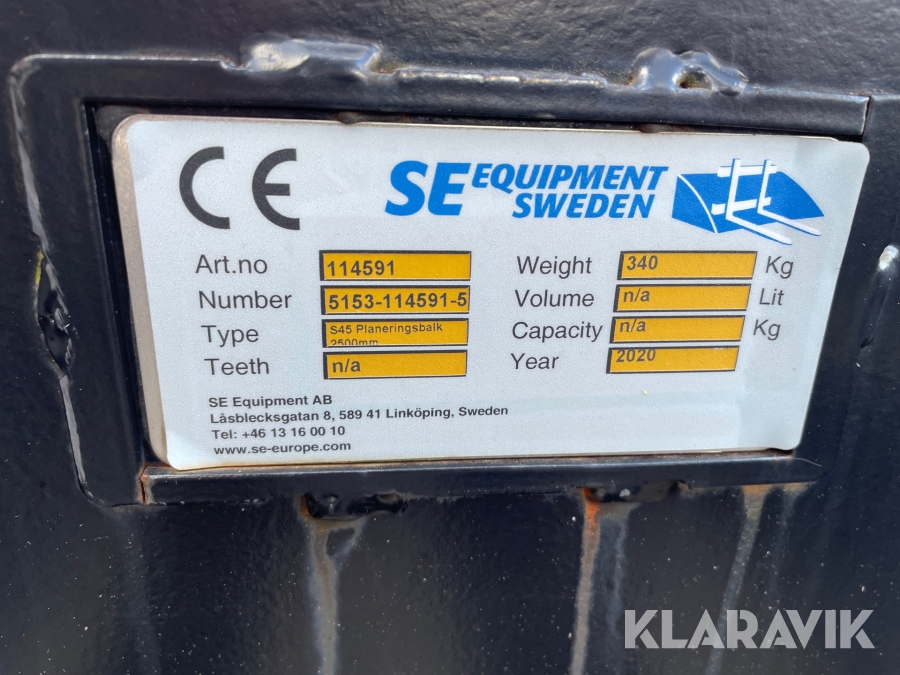 CE
SE EQUIPMENT
SWEDEN
Art.no 114591
Number 5153-114591-5
Type S45 Planeringsbalk
2500mm
Teeth n/a
Weight 340 Kg
Volume n/a Lit
Capacity n/a Kg
Year 2020
SE Equipment AB
Låsblecksgatan 8, 589 41 Linköping, Sweden
Tel: +46 13 16 00 10
www.se-europe.com
KLARAVIK